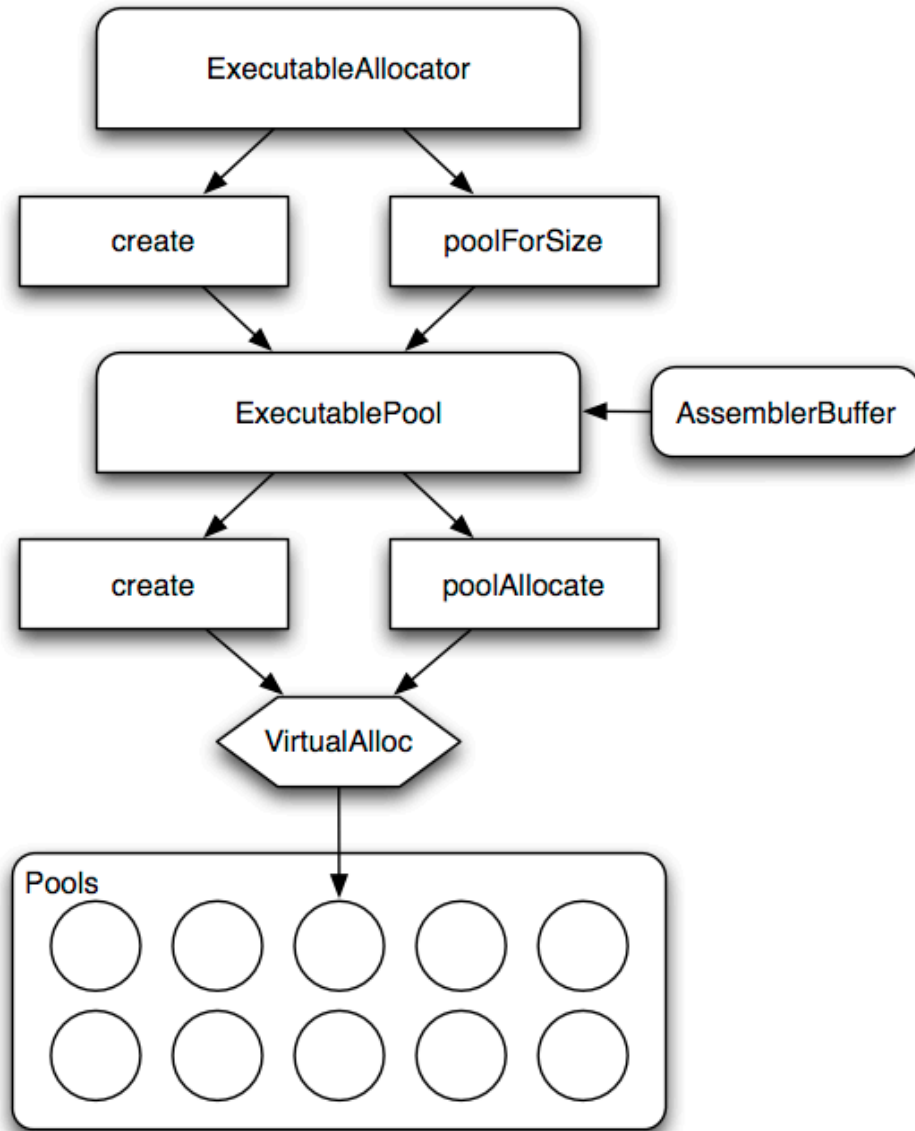 ExecutableAllocator
create
poolForSize
ExecutablePool
AssemblerBuffer
create
poolAllocate
VirtualAlloc
Pools